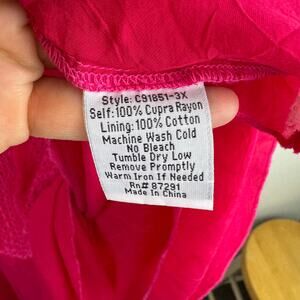 Style: C91851-3X
Self: 100% Cupra Rayon
Lining: 100% Cotton
Machine Wash Cold
No Bleach
Tumble Dry Low
Remove Promptly
Warm Iron If Needed
Rn# 87291
Made In China